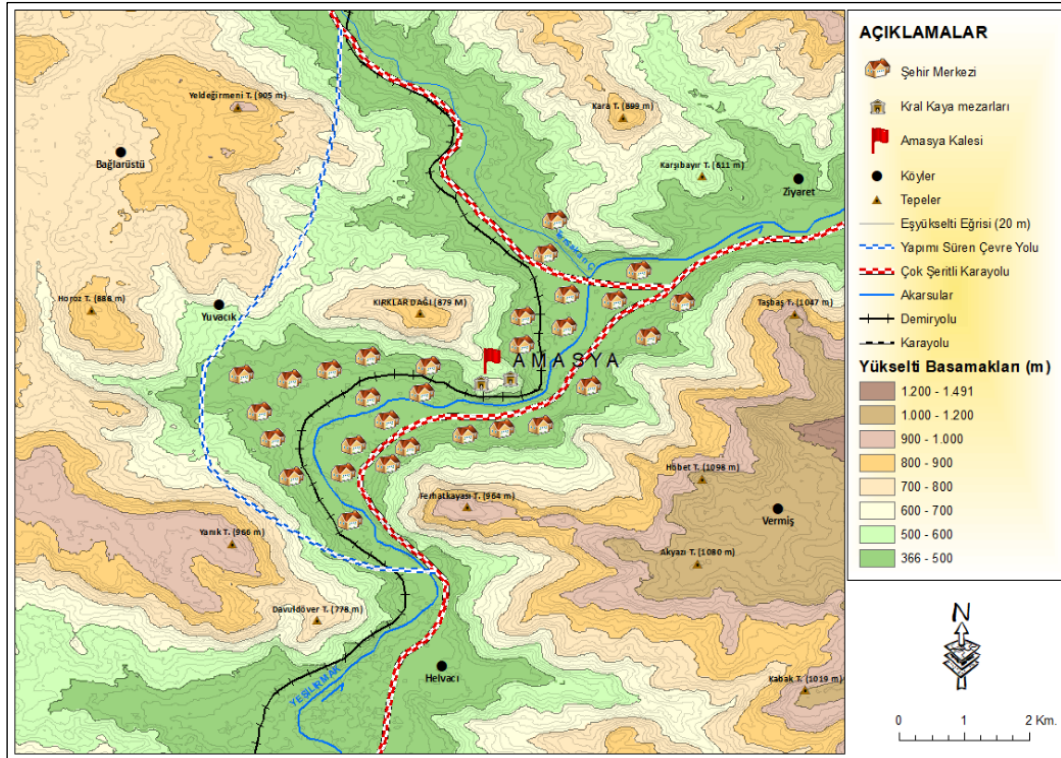 Yeldeğirmeni T. (905 m)
Kara T. (899 m)
Bağlarüstü
Karşıbayır T. (611 m)
Ziyaret
Horoz T. (888 m)
Yuvacık
KIRKLAR DAĞI (879 M)
Taşbaş T. (1047 m)
AMASYA
Höbet T. (1098 m)
Ferhatkayası T. (964 m)
Vermiş
Yanık T. (966 m)
Akyazı T. (1080 m)
Davuldöver T. (778 m)
Helvacı
YEŞİLIRMAK
Kabak T. (1019 m)
AÇIKLAMALAR
Şehir Merkezi
Kral Kaya mezarları
Amasya Kalesi
Köyler
Tepeler
Eşyükselti Eğrisi (20 m)
Yapımı Süren Çevre Yolu
Çok Şeritli Karayolu
Akarsular
Demiryolu
Karayolu
Yükselti Basamakları (m)
1.200 - 1.491
1.000 - 1.200
900 - 1.000
800 - 900
700 - 800
600 - 700
500 - 600
366 - 500
N
0 1 2 Km.